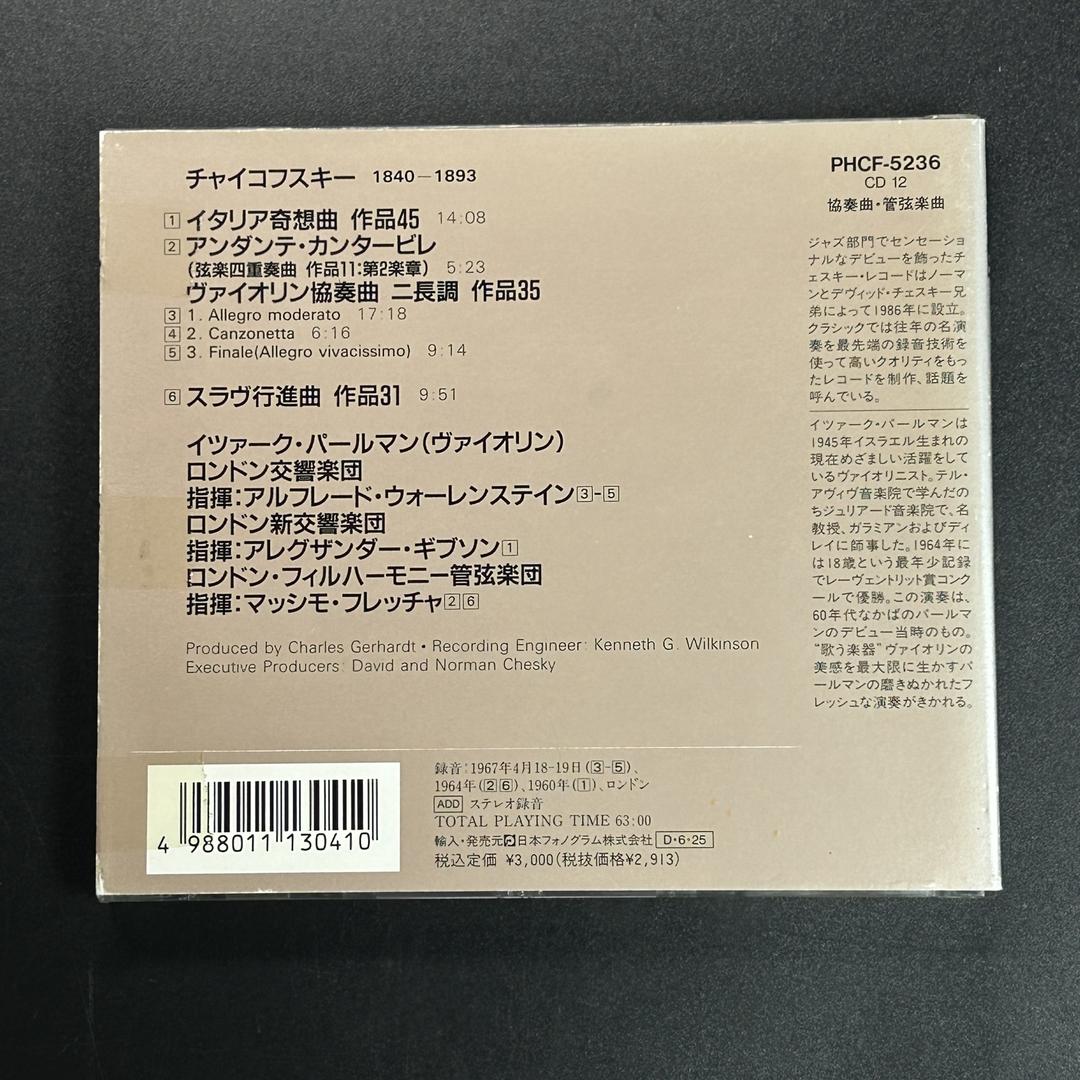 チャイコフスキー 1840-1893
1 イタリア奇想曲 作品45 14:08
2 アンダンテ・カンタービレ
(弦楽四重奏曲 作品11:第2楽章) 5:23
ヴァイオリン協奏曲 ニ長調 作品35
3 1. Allegro moderato 17:18
4 2. Canzonetta 6:16
5 3. Finale(Allegro vivacissimo) 9:14
6 スラヴ行進曲 作品31 9:51
イツァーク・パールマン(ヴァイオリン)
ロンドン交響楽団
指揮:アルフレード・ウォーレンステイン3-5
ロンドン新交響楽団
指揮:アレグザンダー・ギブソン1
ロンドン・フィルハーモニー管弦楽団
指揮:マッシモ・フレッチャ26
Produced by Charles Gerhardt・Recording Engineer: Kenneth G. Wilkinson
Executive Producers: David and Norman Chesky
4 988011 130410
録音:1967年4月18-19日(3-5)、
1964年(26)、1960年(1)、ロンドン
ADD ステレオ録音
TOTAL PLAYING TIME 63:00
輸入・発売元 日本フォノグラム株式会社 D・6・25
税込定価 ¥3,000(税抜価格¥2,913)
PHCF-5236
CD 12
協奏曲・管弦楽曲
ジャズ部門でセンセーショ
ナルなデビューを飾ったチ
ェスキー・レコードはノーマ
ンとデヴィッド・チェスキー兄
弟によって1986年に設立。
クラシックでは往年の名演
奏を最先端の録音技術を
使って高いクオリティをもっ
たレコードを制作、話題を
呼んでいる。
イツァーク・パールマンは
1945年イスラエル生まれの
現在めざましい活躍をして
いるヴァイオリニスト。テル・
アヴィヴ音楽院で学んだの
ちジュリアード音楽院で、名
教授、ガラミアンおよびディ
レイに師事した。1964年に
は18歳という最年少記録
でレーヴェントリット賞コンク
ールで優勝。この演奏は、
60年代なかばのパールマ
ンのデビュー当時のもの。
“歌う楽器”ヴァイオリンの
美感を最大限に生かすパ
ールマンの磨きぬかれたフ
レッシュな演奏がきかれる。